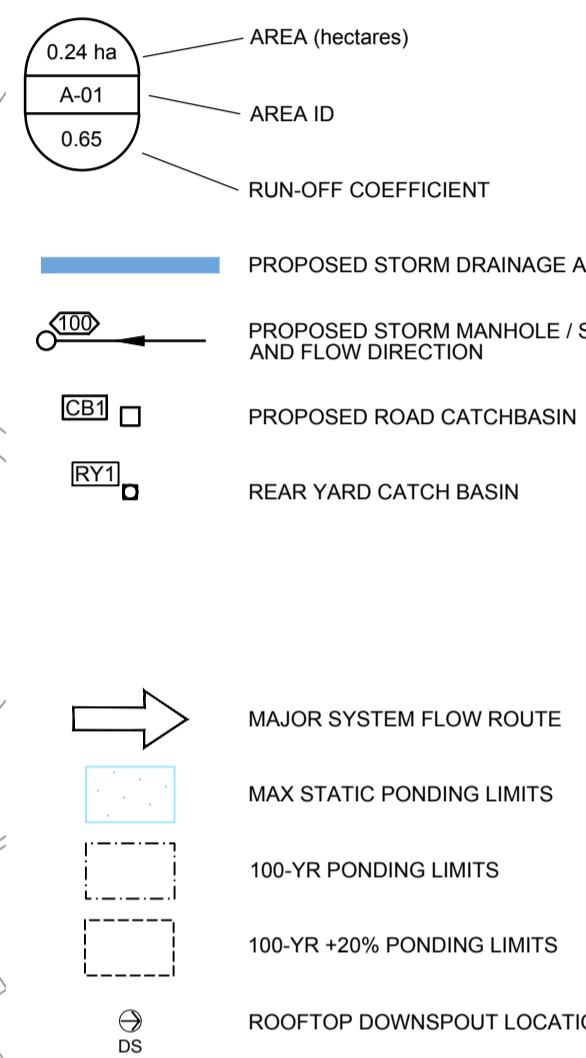 0.24 ha
AREA (hectares)
A-01
AREA ID
0.65
RUN-OFF COEFFICIENT
PROPOSED STORM DRAINAGE
100
PROPOSED STORM MANHOLE /
AND FLOW DIRECTION
CB1
PROPOSED ROAD CATCHBASIN
RY1
REAR YARD CATCH BASIN
MAJOR SYSTEM FLOW ROUTE
MAX STATIC PONDING LIMITS
100-YR PONDING LIMITS
100-YR +20% PONDING LIMITS
ROOFTOP DOWNSPOUT
DS